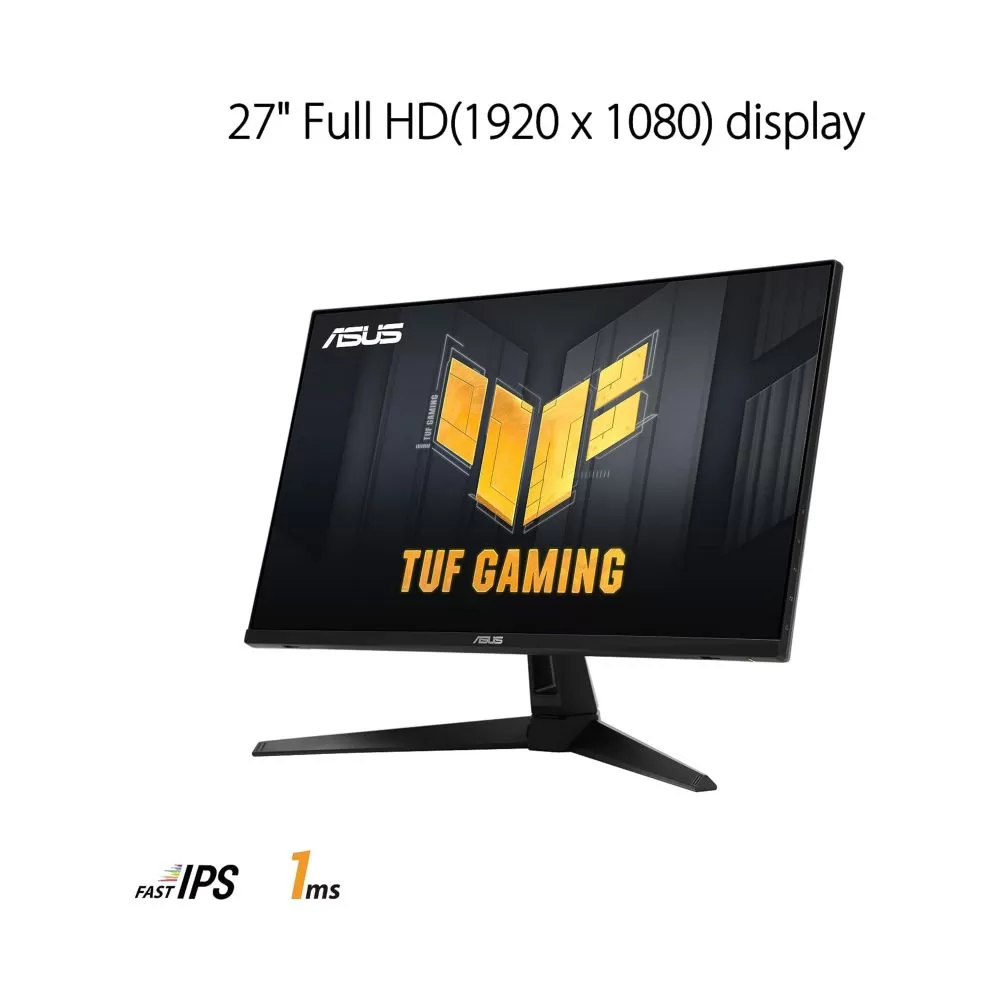 27" Full HD(1920 x 1080) display
ASUS
TUF GAMING
TUF GAMING
ASUS
FAST IPS
1ms